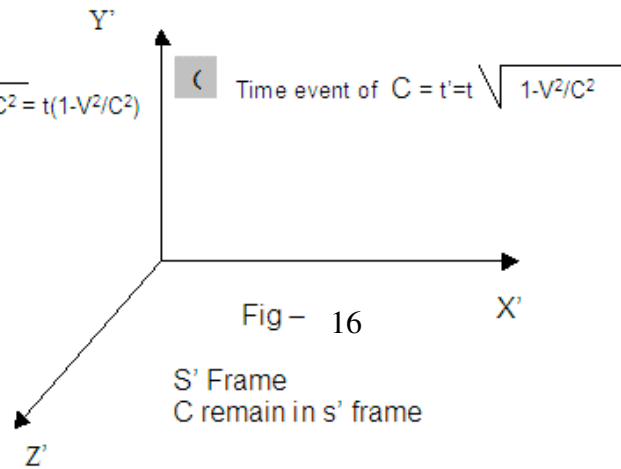 Y'
C² = t(1-V²/C²)
( Time event of C = t'=t √ 1-V²/C²
X'
Fig – 16
S' Frame
C remain in s' frame
Z'